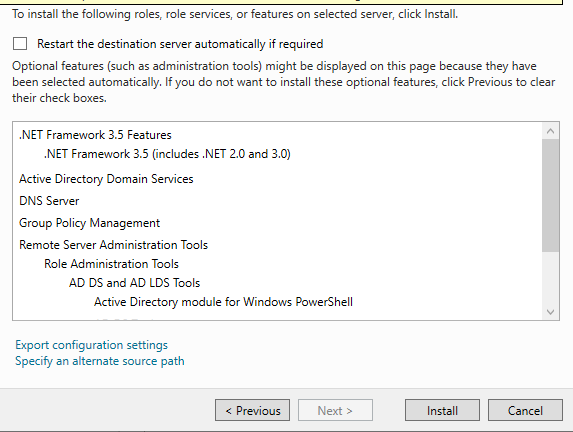 To install the following roles, role services, or features on selected server, click Install.
Restart the destination server automatically if required
Optional features (such as administration tools) might be displayed on this page because they have
been selected automatically. If you do not want to install these optional features, click Previous to clear
their check boxes.
.NET Framework 3.5 Features
.NET Framework 3.5 (includes .NET 2.0 and 3.0)
Active Directory Domain Services
DNS Server
Group Policy Management
Remote Server Administration Tools
Role Administration Tools
AD DS and AD LDS Tools
Active Directory module for Windows PowerShell
Export configuration settings
Specify an alternate source path
< Previous
Next >
Install
Cancel